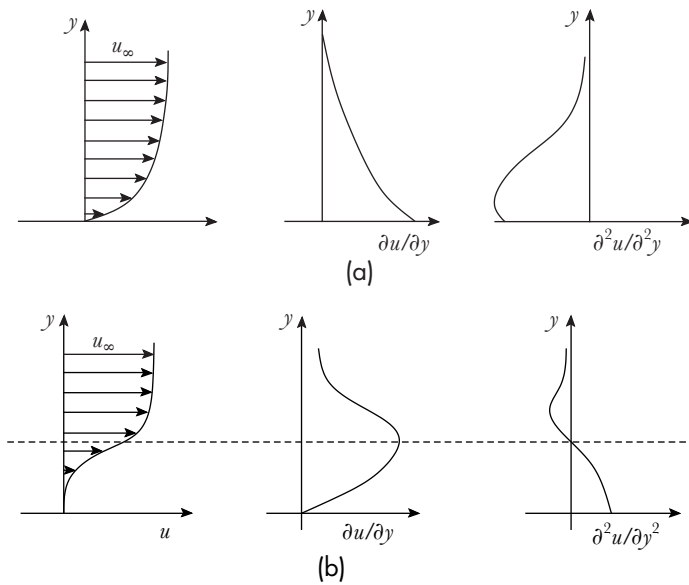 y y y
u∞
∂u/∂y ∂²u/∂²y
(a)
y y y
u∞
u ∂u/∂y ∂²u/∂y²
(b)